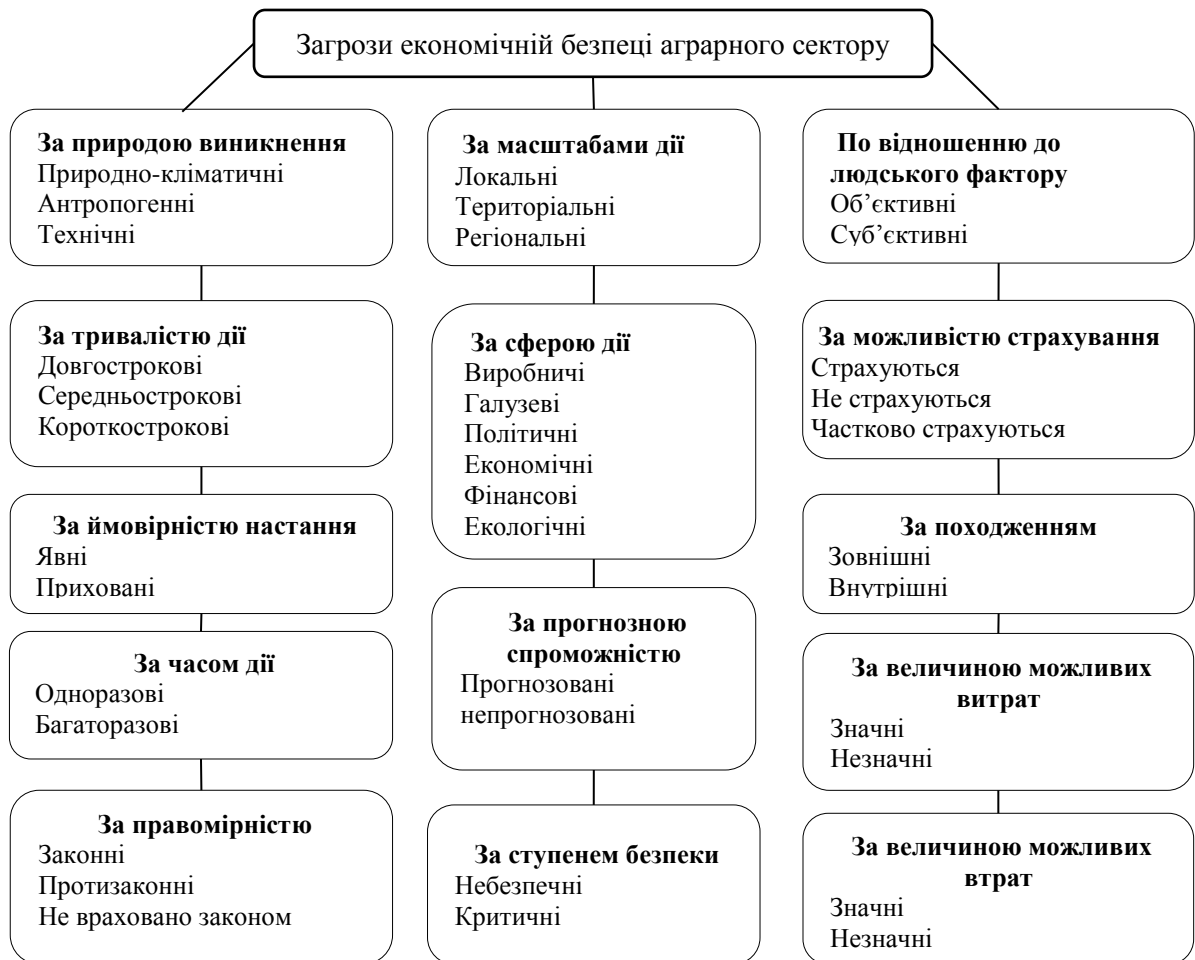 Загрози економічній безпеці аграрного сектору
За природою виникнення
Природно-кліматичні
Антропогенні
Технічні
За тривалістю дії
Довгострокові
Середньострокові
Короткострокові
За ймовірністю настання
Явні
Приховані
За часом дії
Одноразові
Багаторазові
За правомірністю
Законні
Протизаконні
Не враховано законом
За масштабами дії
Локальні
Територіальні
Регіональні
За сферою дії
Виробничі
Галузеві
Політичні
Економічні
Фінансові
Екологічні
За прогнозною
спроможністю
Прогнозовані
непрогнозовані
За ступенем безпеки
Небезпечні
Критичні
По відношенню до
людського фактору
Об’єктивні
Суб’єктивні
За можливістю страхування
Страхуються
Не страхуються
Частково страхуються
За походженням
Зовнішні
Внутрішні
За величиною можливих
витрат
Значні
Незначні
За величиною можливих
втрат
Значні
Незначні